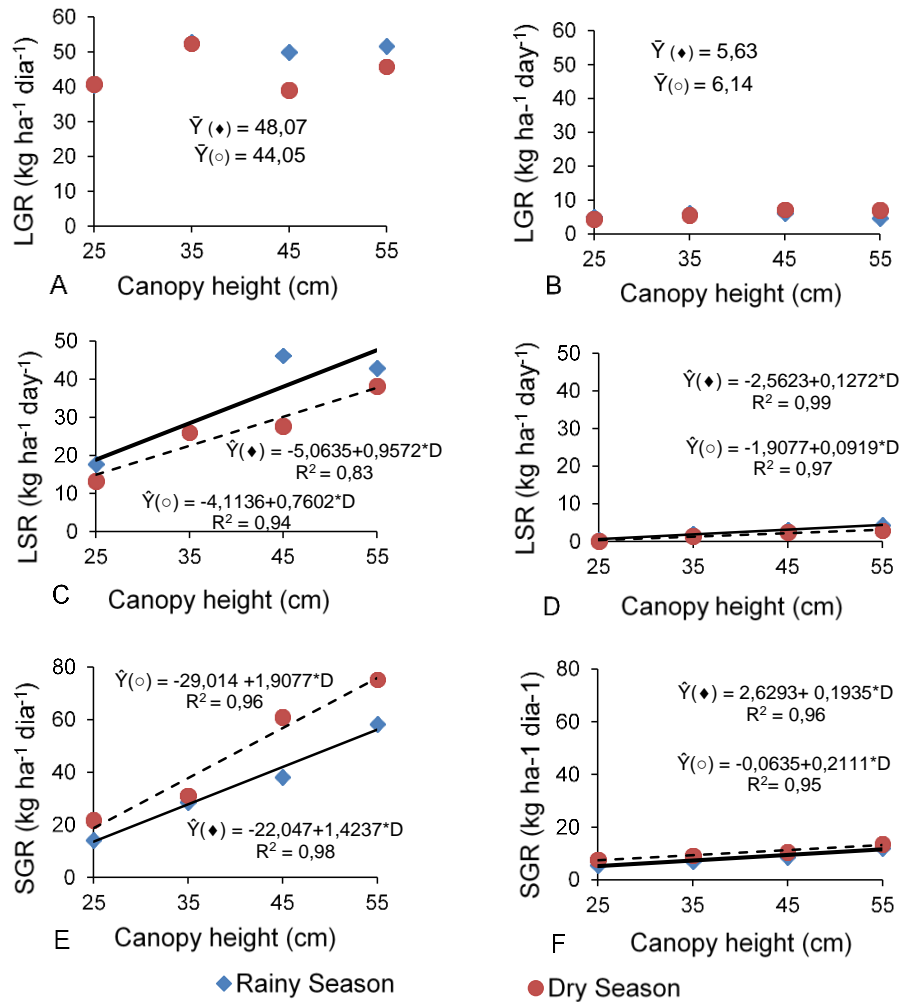 60
50
40
30
20
10
0
LGR (kg ha-1 dia-1)
Ȳ (♦) = 48,07
Ȳ(○) = 44,05
25 35 45 55
A Canopy height (cm)
60
50
40
30
20
10
0
LGR (kg ha-1 day-1)
Ȳ (♦) = 5,63
Ȳ(○) = 6,14
25 35 45 55
B Canopy height (cm)
50
40
30
20
10
0
LSR (kg ha-1 day-1)
Ŷ(♦) = -5,0635+0,9572*D
R2 = 0,83
Ŷ(○) = -4,1136+0,7602*D
R2 = 0,94
25 35 45 55
C Canopy height (cm)
50
40
30
20
10
0
LSR (kg ha-1 day-1)
Ŷ(♦) = -2,5623+0,1272*D
R2 = 0,99
Ŷ(○) = -1,9077+0,0919*D
R2 = 0,97
25 35 45 55
D Canopy height (cm)
80
60
40
20
0
SGR (kg ha-1 dia-1)
Ŷ(○) = -29,014 +1,9077*D
R2 = 0,96
Ŷ(♦) = -22,047+1,4237*D
R2 = 0,98
25 35 45 55
E Canopy height (cm)
80
60
40
20
0
SGR (kg ha-1 dia-1)
Ŷ(♦) = 2,6293+ 0,1935*D
R2 = 0,96
Ŷ(○) = -0,0635+0,2111*D
R2= 0,95
25 35 45 55
F Canopy height (cm)
Rainy Season
Dry Season